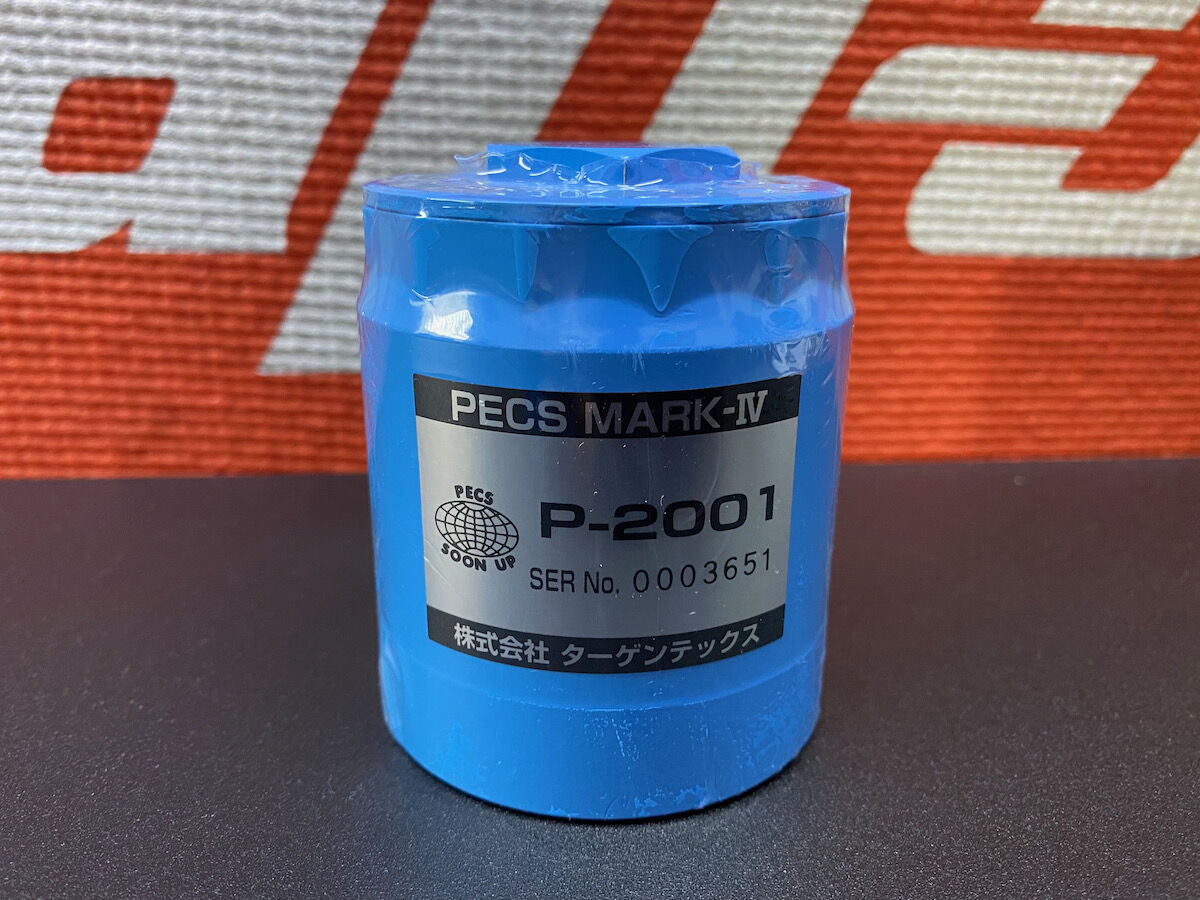 PECS MARK-Ⅳ
PECS
SOON UP
P-2001
SER No. 0003651
株式会社 ターゲンテックス